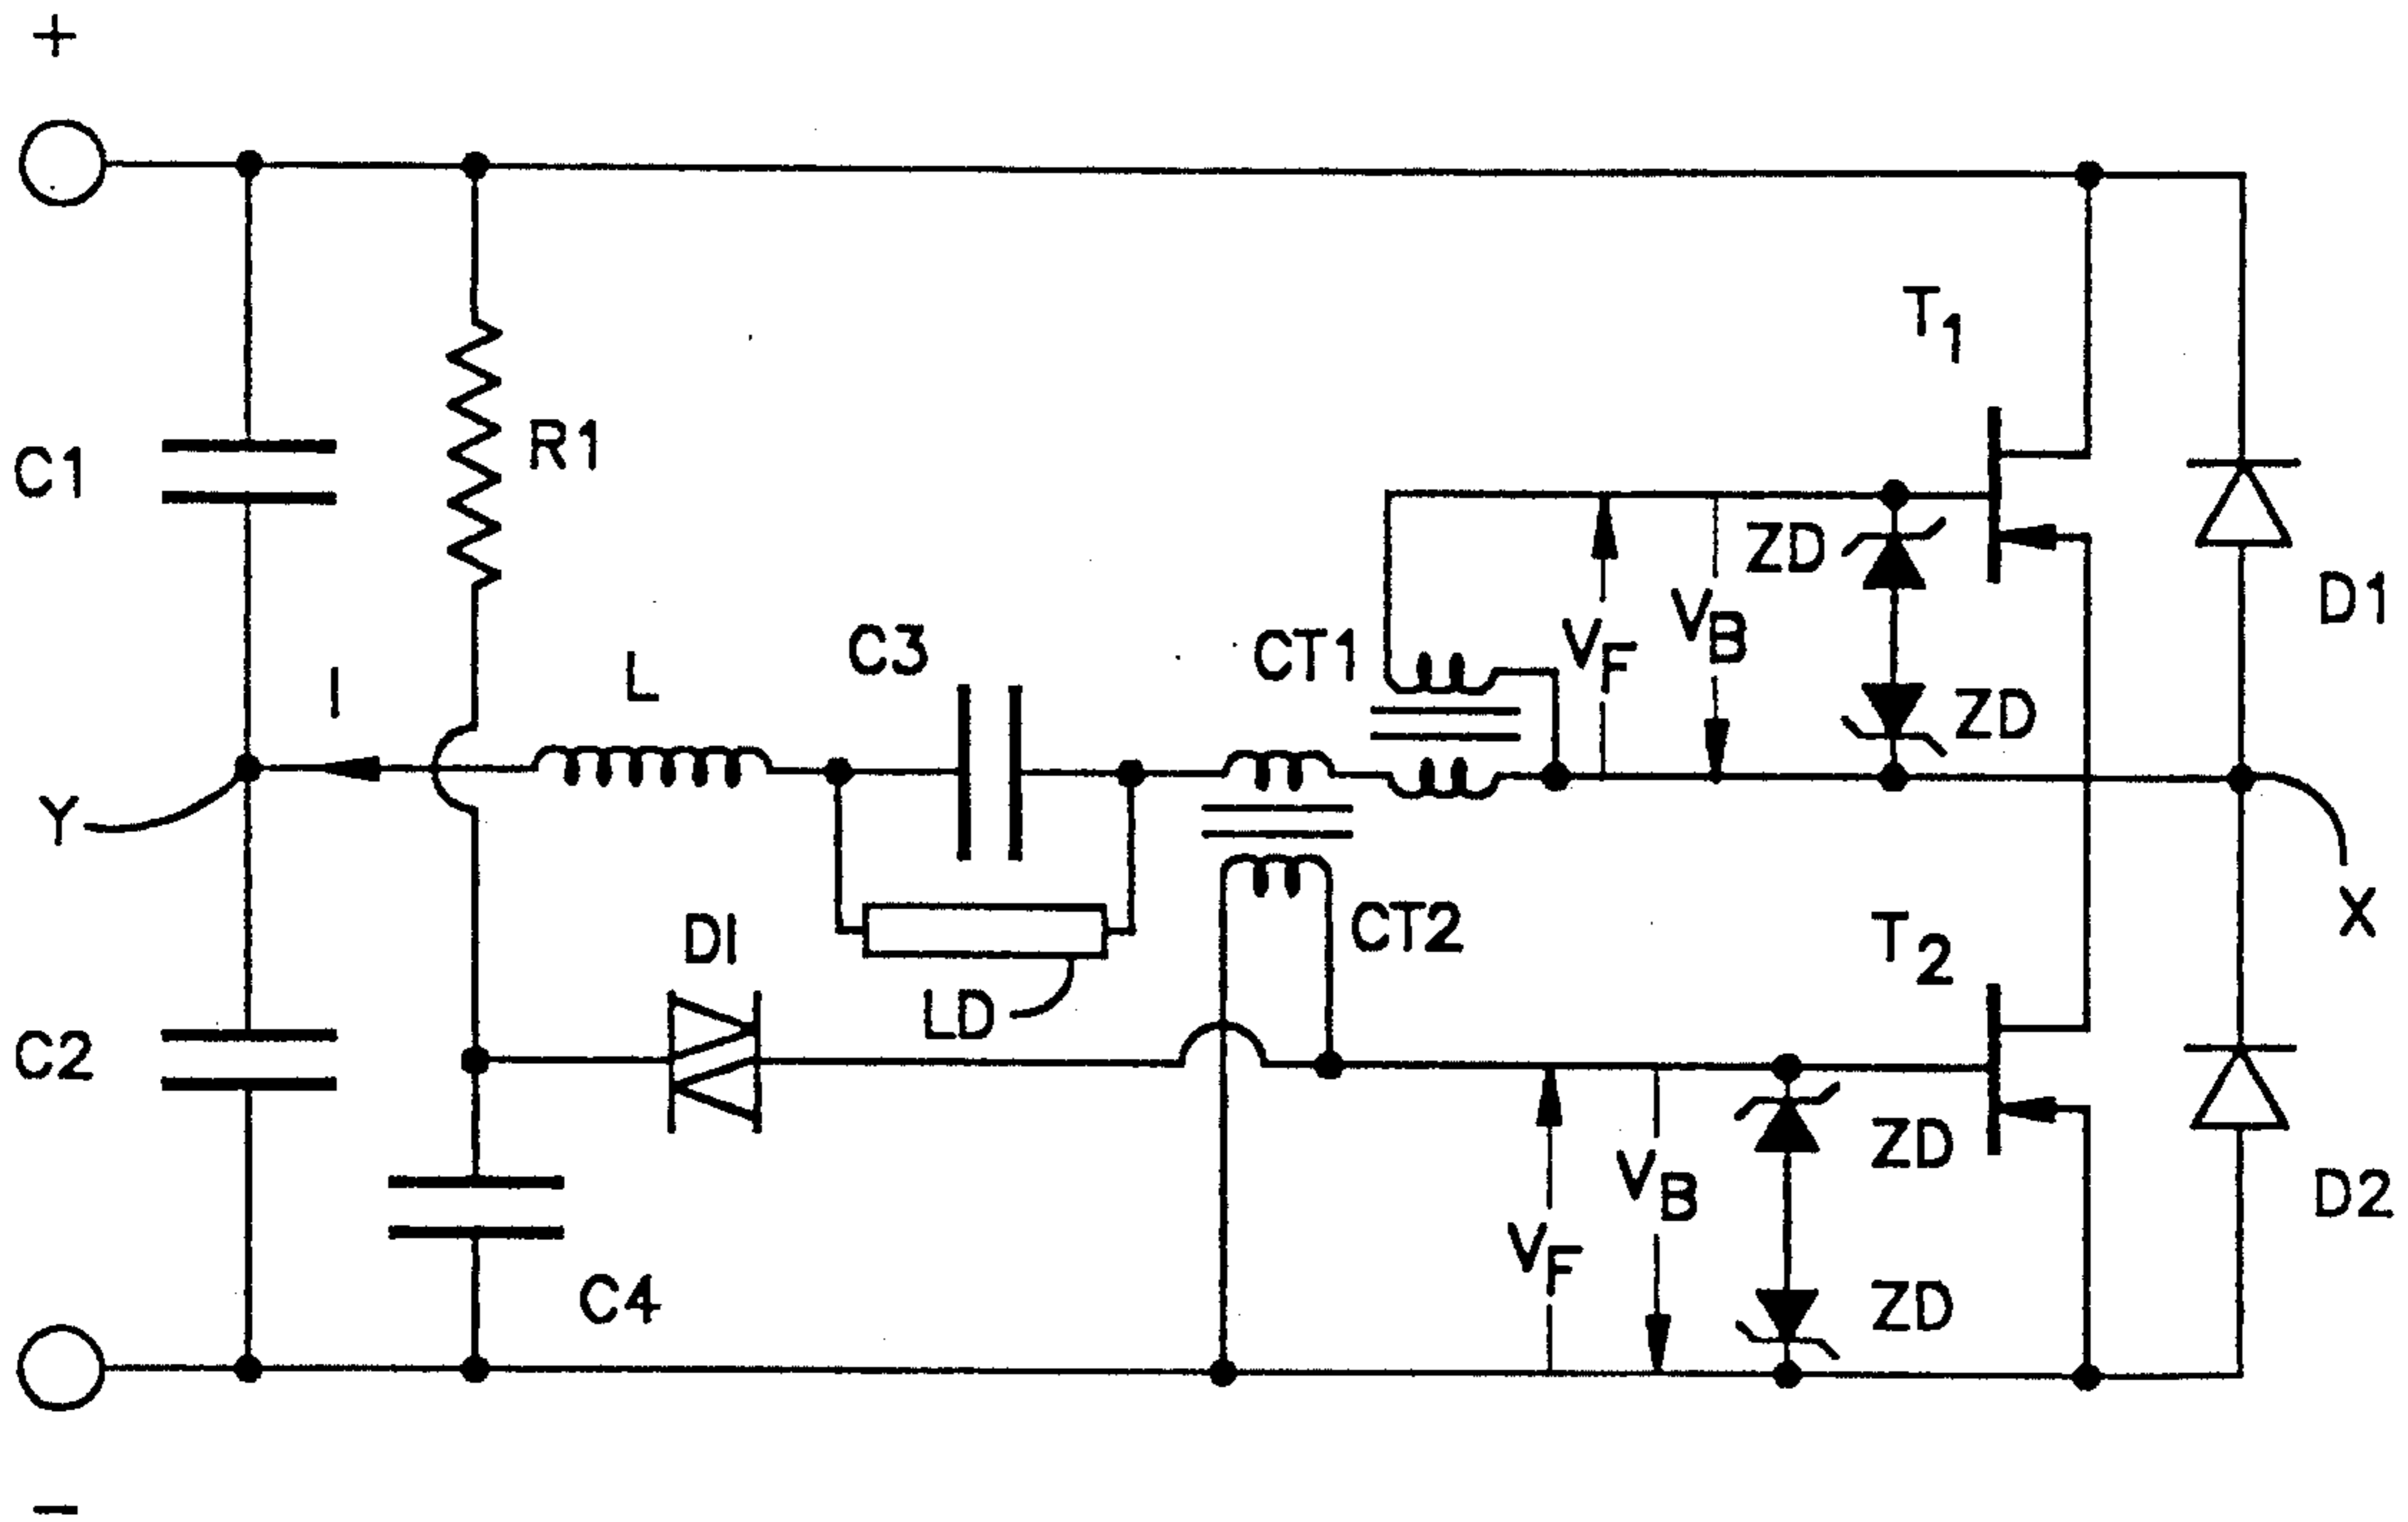 +
T1
C1
R1
ZD
D1
VF
VB
CT1
C3
L
I
ZD
Y
X
CT2
T2
DI
LD
C2
ZD
VB
D2
VF
ZD
C4
−